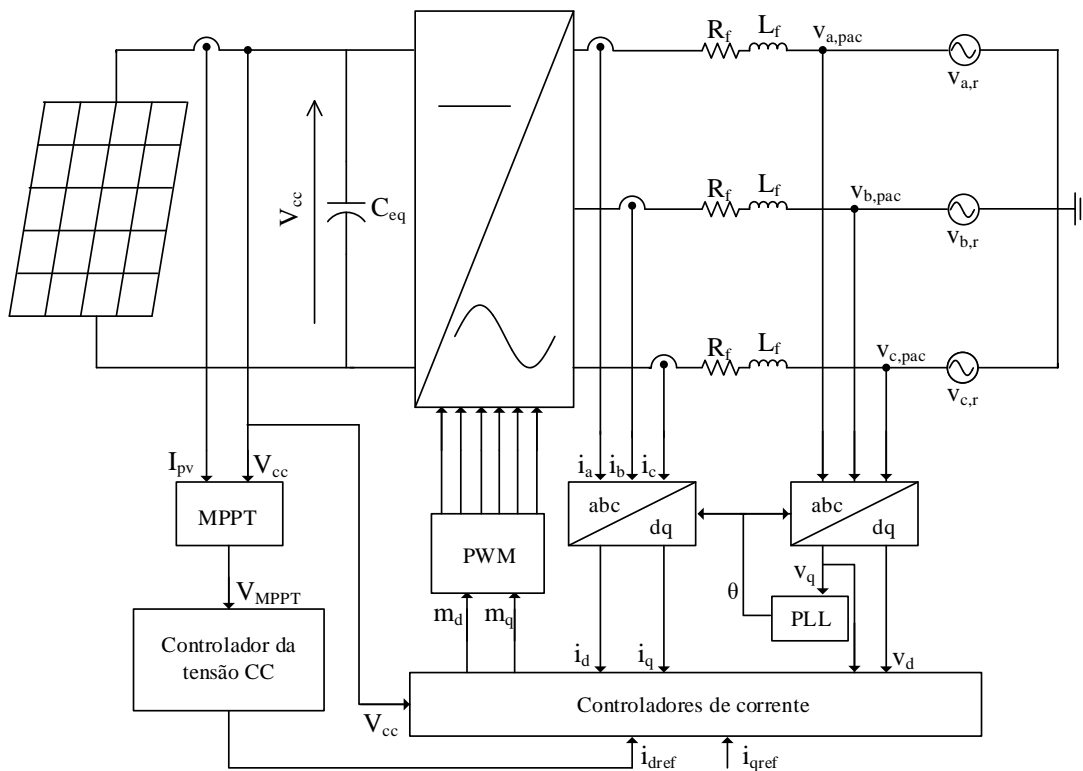 R_f L_f v_a,pac
v_a,r
V_cc C_eq
R_f L_f v_b,pac
v_b,r
R_f L_f v_c,pac
v_c,r
I_pv V_cc
i_a i_b i_c
MPPT
abc
dq
abc
dq
PWM
V_MPPT
θ
v_q
PLL
m_d m_q
Controlador da
tensão CC
i_d i_q v_d
Controladores de corrente
V_cc
i_dref i_qref